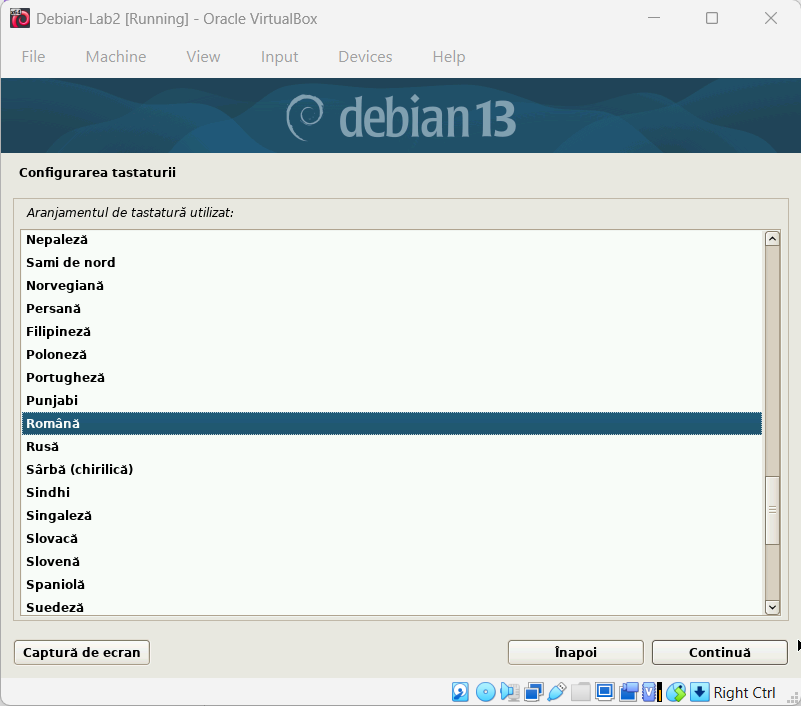 Debian-Lab2 [Running] - Oracle VirtualBox
File Machine View Input Devices Help
debian 13
Configurarea tastaturii
Aranjamentul de tastatură utilizat:
Nepaleză
Sami de nord
Norvegiană
Persană
Filipineză
Poloneză
Portugheză
Punjabi
Română
Rusă
Sârbă (chirilică)
Sindhi
Singaleză
Slovacă
Slovenă
Spaniolă
Suedeză
Captură de ecran Înapoi Continuă
Right Ctrl